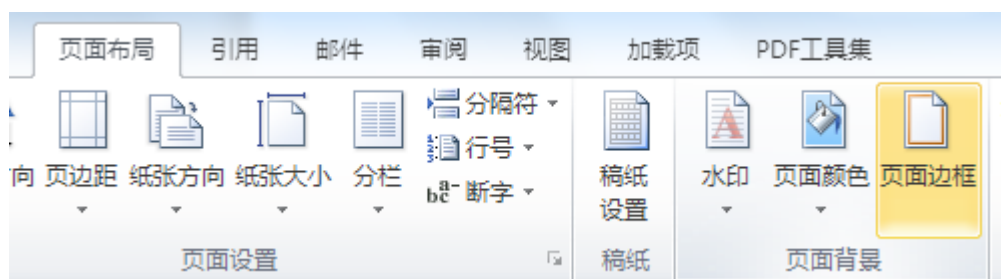 页面布局 引用 邮件 审阅 视图 加载项 PDF工具集
分隔符
行号
断字
向 页边距 纸张方向 纸张大小 分栏 稿纸 水印 页面颜色 页面边框
设置
页面设置 稿纸 页面背景